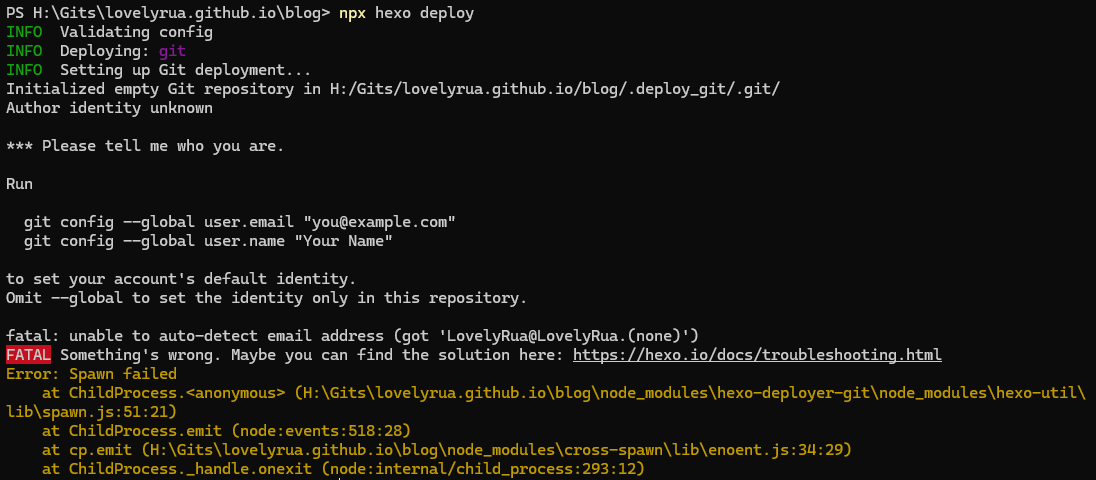 PS H:\Gits\lovelyrua.github.io\blog> npx hexo deploy
INFO  Validating config
INFO  Deploying: git
INFO  Setting up Git deployment...
Initialized empty Git repository in H:/Gits/lovelyrua.github.io/blog/.deploy_git/.git/
Author identity unknown

*** Please tell me who you are.

Run

  git config --global user.email "you@example.com"
  git config --global user.name "Your Name"

to set your account's default identity.
Omit --global to set the identity only in this repository.

fatal: unable to auto-detect email address (got 'LovelyRua@LovelyRua.(none)')
FATAL Something's wrong. Maybe you can find the solution here: https://hexo.io/docs/troubleshooting.html
Error: Spawn failed
    at ChildProcess.<anonymous> (H:\Gits\lovelyrua.github.io\blog\node_modules\hexo-deployer-git\node_modules\hexo-util\
lib\spawn.js:51:21)
    at ChildProcess.emit (node:events:518:28)
    at cp.emit (H:\Gits\lovelyrua.github.io\blog\node_modules\cross-spawn\lib\enoent.js:34:29)
    at ChildProcess._handle.onexit (node:internal/child_process:293:12)